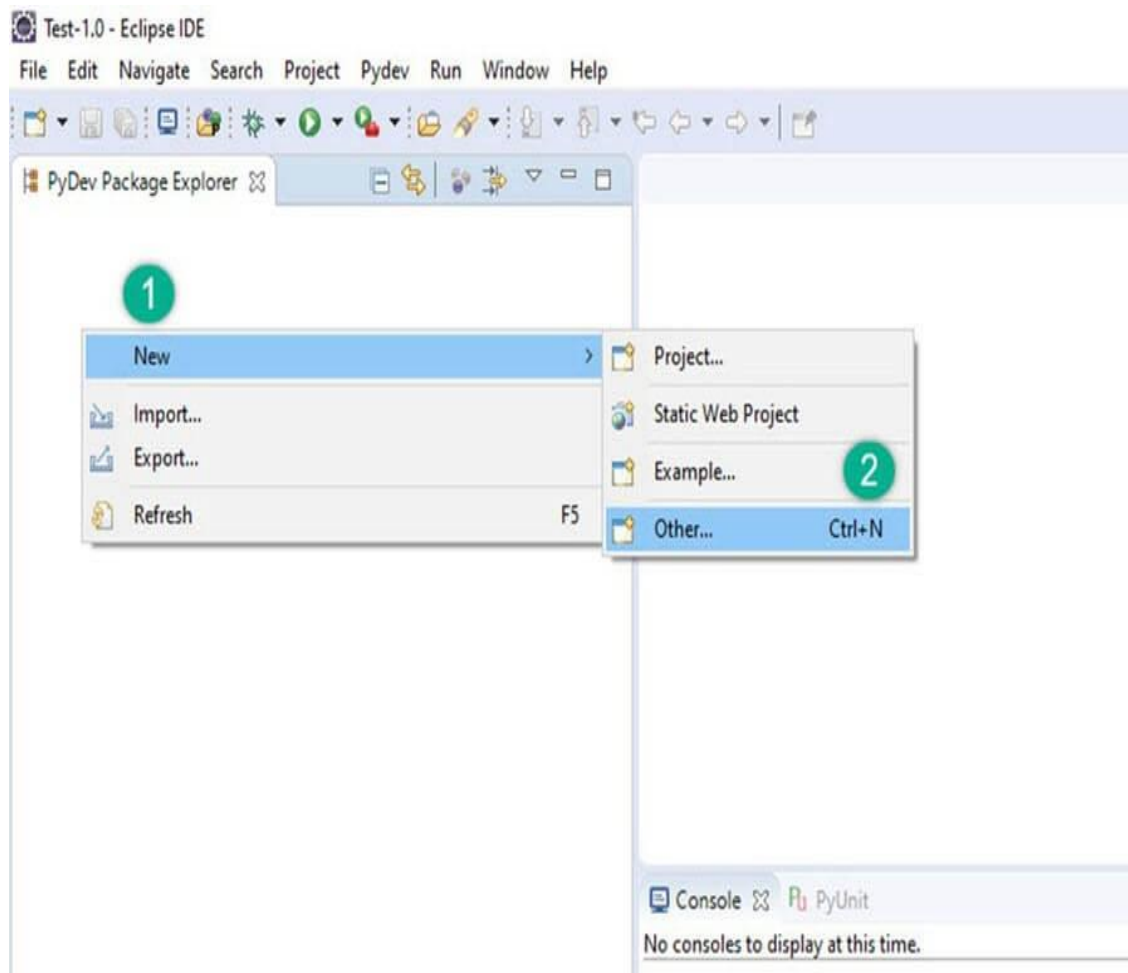 Test-1.0 - Eclipse IDE
File Edit Navigate Search Project Pydev Run Window Help
PyDev Package Explorer
1
New
Import...
Export...
Refresh F5
Project...
Static Web Project
Example...
2
Other... Ctrl+N
Console PyUnit
No consoles to display at this time.